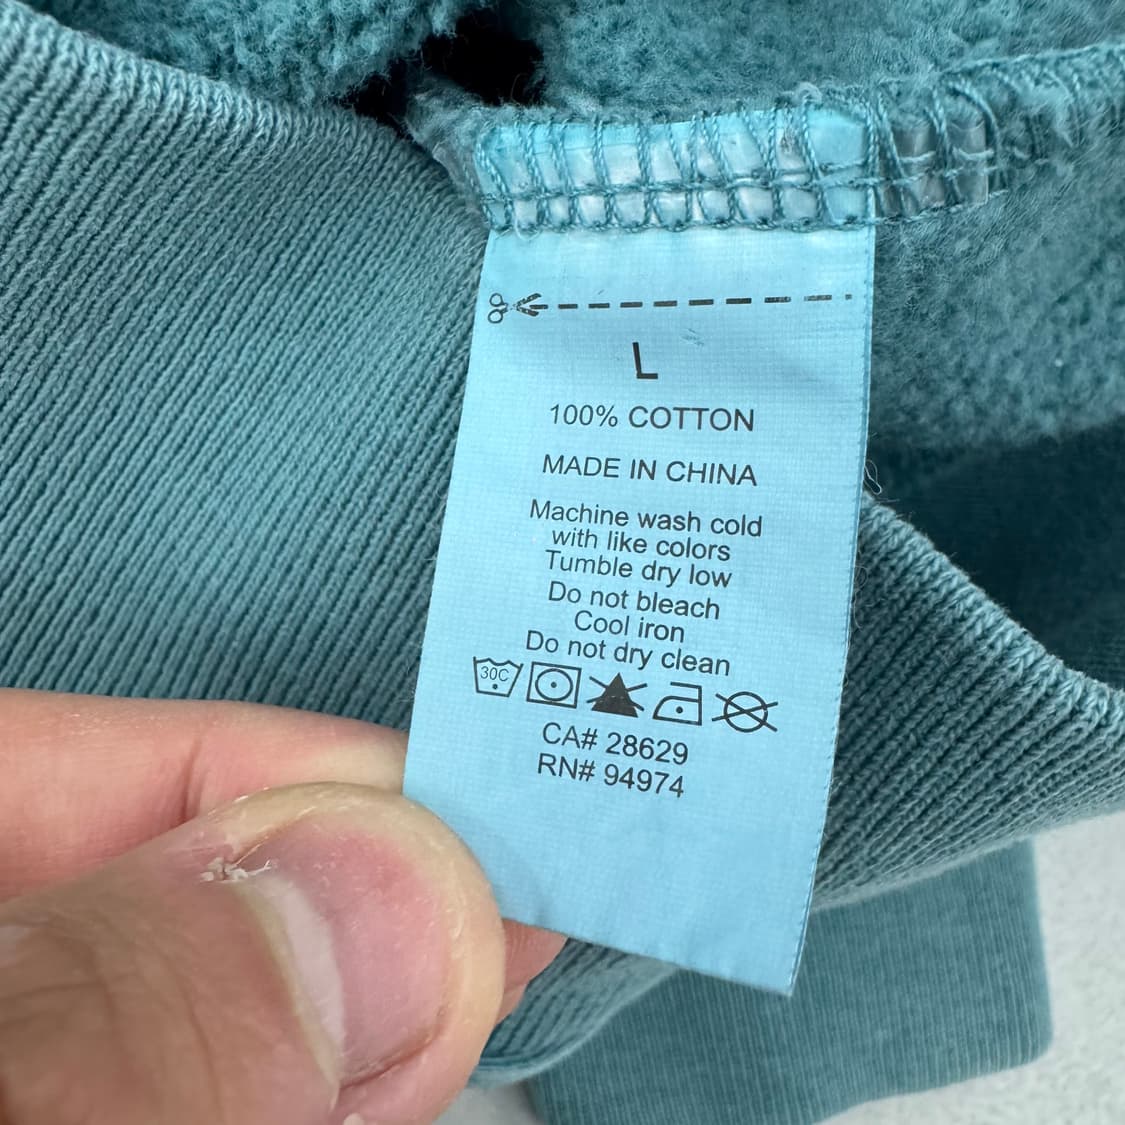 L
100% COTTON
MADE IN CHINA
Machine wash cold
with like colors
Tumble dry low
Do not bleach
Cool iron
Do not dry clean
30C
CA# 28629
RN# 94974